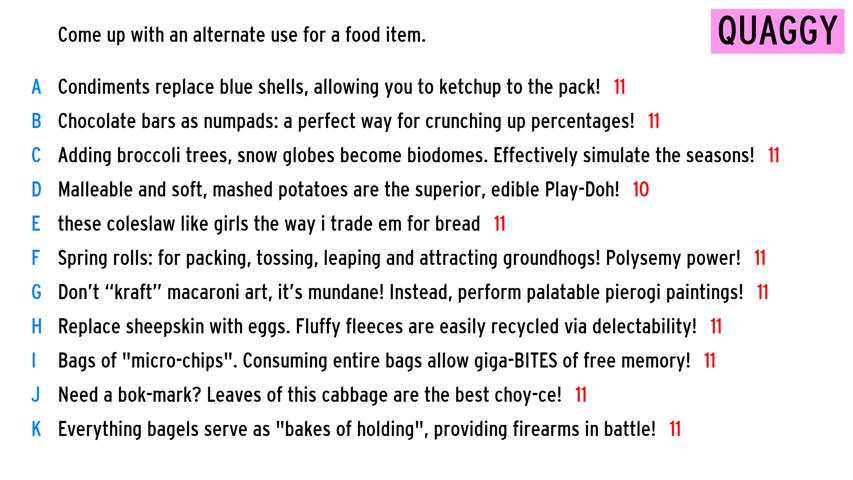 Come up with an alternate use for a food item.
QUAGGY
A Condiments replace blue shells, allowing you to ketchup to the pack! 11
B Chocolate bars as numpads: a perfect way for crunching up percentages! 11
C Adding broccoli trees, snow globes become biodomes. Effectively simulate the seasons! 11
D Malleable and soft, mashed potatoes are the superior, edible Play-Doh! 10
E these coleslaw like girls the way i trade em for bread 11
F Spring rolls: for packing, tossing, leaping and attracting groundhogs! Polysemy power! 11
G Don't “kraft” macaroni art, it's mundane! Instead, perform palatable pierogi paintings! 11
H Replace sheepskin with eggs. Fluffy fleeces are easily recycled via delectability! 11
I Bags of "micro-chips". Consuming entire bags allow giga-BITES of free memory! 11
J Need a bok-mark? Leaves of this cabbage are the best choy-ce! 11
K Everything bagels serve as "bakes of holding", providing firearms in battle! 11